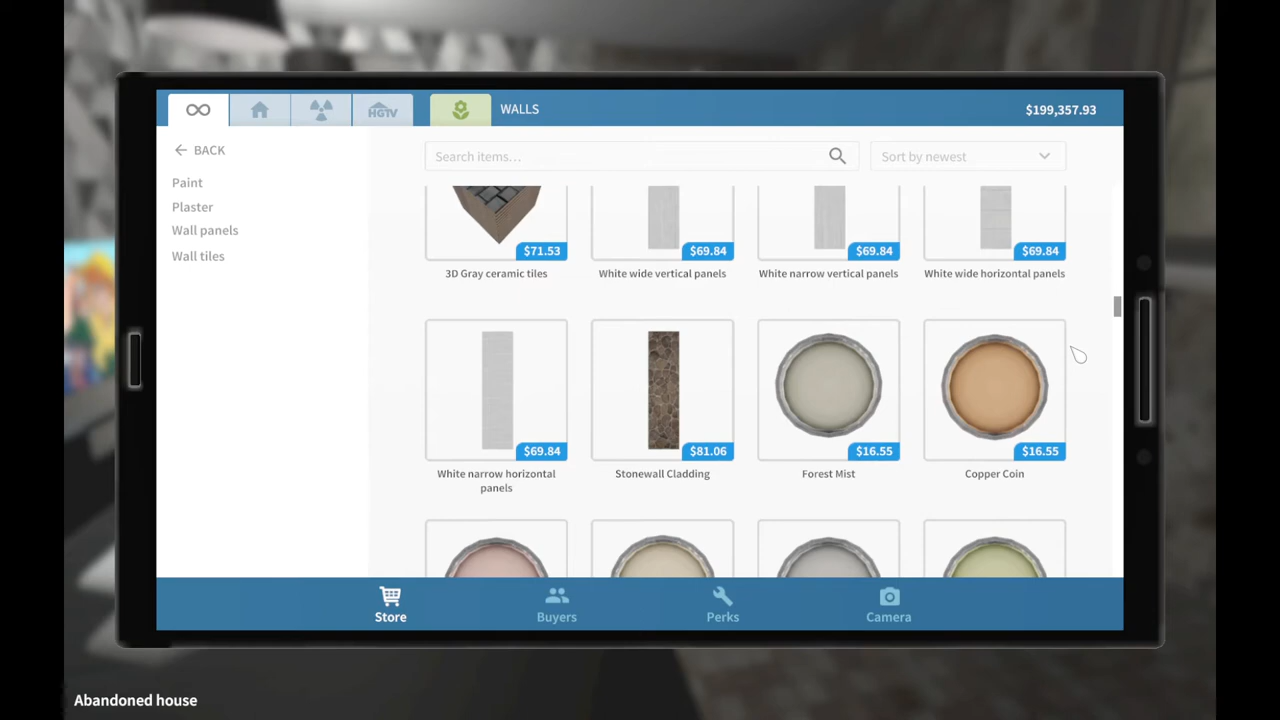 HGTV
WALLS
$199,357.93
BACK
Search items...
Sort by newest
Paint
Plaster
Wall panels
Wall tiles
$71.53
$69.84
$69.84
$69.84
3D Gray ceramic tiles
White wide vertical panels
White narrow vertical panels
White wide horizontal panels
$69.84
$81.06
$16.55
$16.55
White narrow horizontal
panels
Stonewall Cladding
Forest Mist
Copper Coin
Store
Buyers
Perks
Camera
Abandoned house